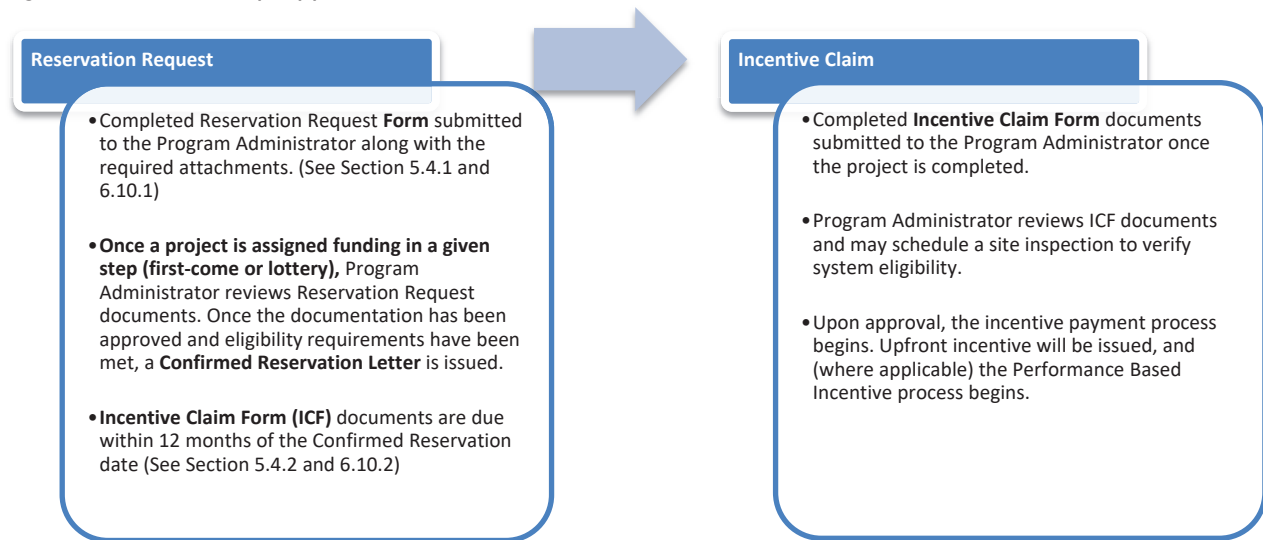 Reservation Request
•Completed Reservation Request Form submitted
to the Program Administrator along with the
required attachments. (See Section 5.4.1 and
6.10.1)
•Once a project is assigned funding in a given
step (first-come or lottery), Program
Administrator reviews Reservation Request
documents. Once the documentation has been
approved and eligibility requirements have been
met, a Confirmed Reservation Letter is issued.
•Incentive Claim Form (ICF) documents are due
within 12 months of the Confirmed Reservation
date (See Section 5.4.2 and 6.10.2)
Incentive Claim
•Completed Incentive Claim Form documents
submitted to the Program Administrator once
the project is completed.
•Program Administrator reviews ICF documents
and may schedule a site inspection to verify
system eligibility.
•Upon approval, the incentive payment process
begins. Upfront incentive will be issued, and
(where applicable) the Performance Based
Incentive process begins.